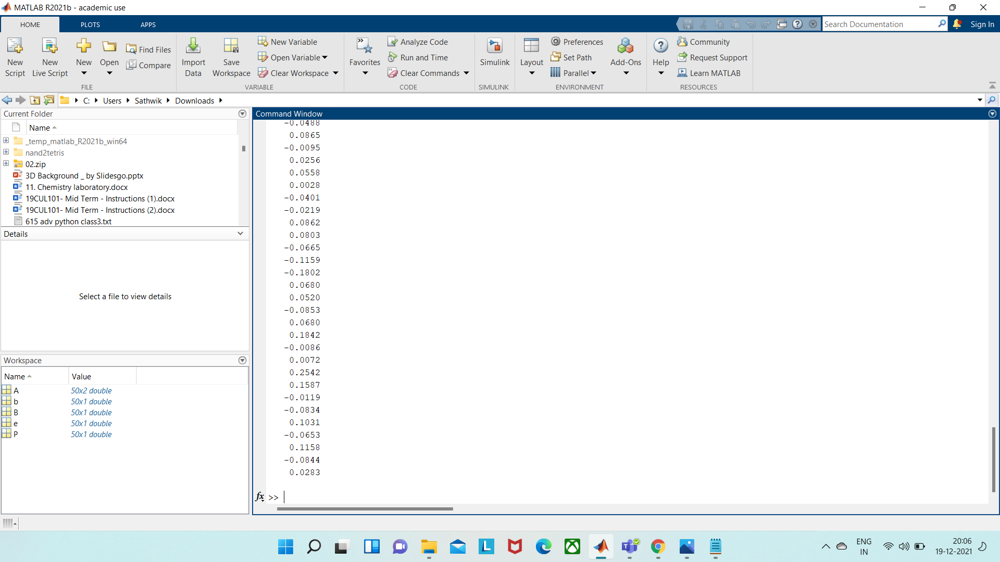 MATLAB R2021b - academic use
HOME PLOTS APPS
Search Documentation
Sign In
New Script
New Live Script
New
Open
Find Files
Compare
FILE
Import Data
Save Workspace
New Variable
Open Variable
Clear Workspace
VARIABLE
Favorites
Analyze Code
Run and Time
Clear Commands
CODE
Simulink
SIMULINK
Layout
Preferences
Set Path
Parallel
Add-Ons
ENVIRONMENT
Help
Community
Request Support
Learn MATLAB
RESOURCES
C: Users Sathwik Downloads
Current Folder
Name
_temp_matlab_R2021b_win64
nand2tetris
02.zip
3D Background _ by Slidesgo.pptx
11. Chemistry laboratory.docx
19CUL101- Mid Term - Instructions (1).docx
19CUL101- Mid Term - Instructions (2).docx
615 adv python class3.txt
Details
Select a file to view details
Workspace
Name Value
A 50x2 double
b 50x1 double
B 50x1 double
e 50x1 double
P 50x1 double
Command Window
-0.0488
0.0865
-0.0095
0.0256
0.0558
0.0028
-0.0401
-0.0219
0.0862
0.0803
-0.0665
-0.1159
-0.1802
0.0680
0.0520
-0.0853
0.0680
0.1842
-0.0086
0.0072
0.2542
0.1587
-0.0119
-0.0834
0.1031
-0.0653
0.1158
-0.0844
0.0283
fx >>
ENG
IN
20:06
19-12-2021